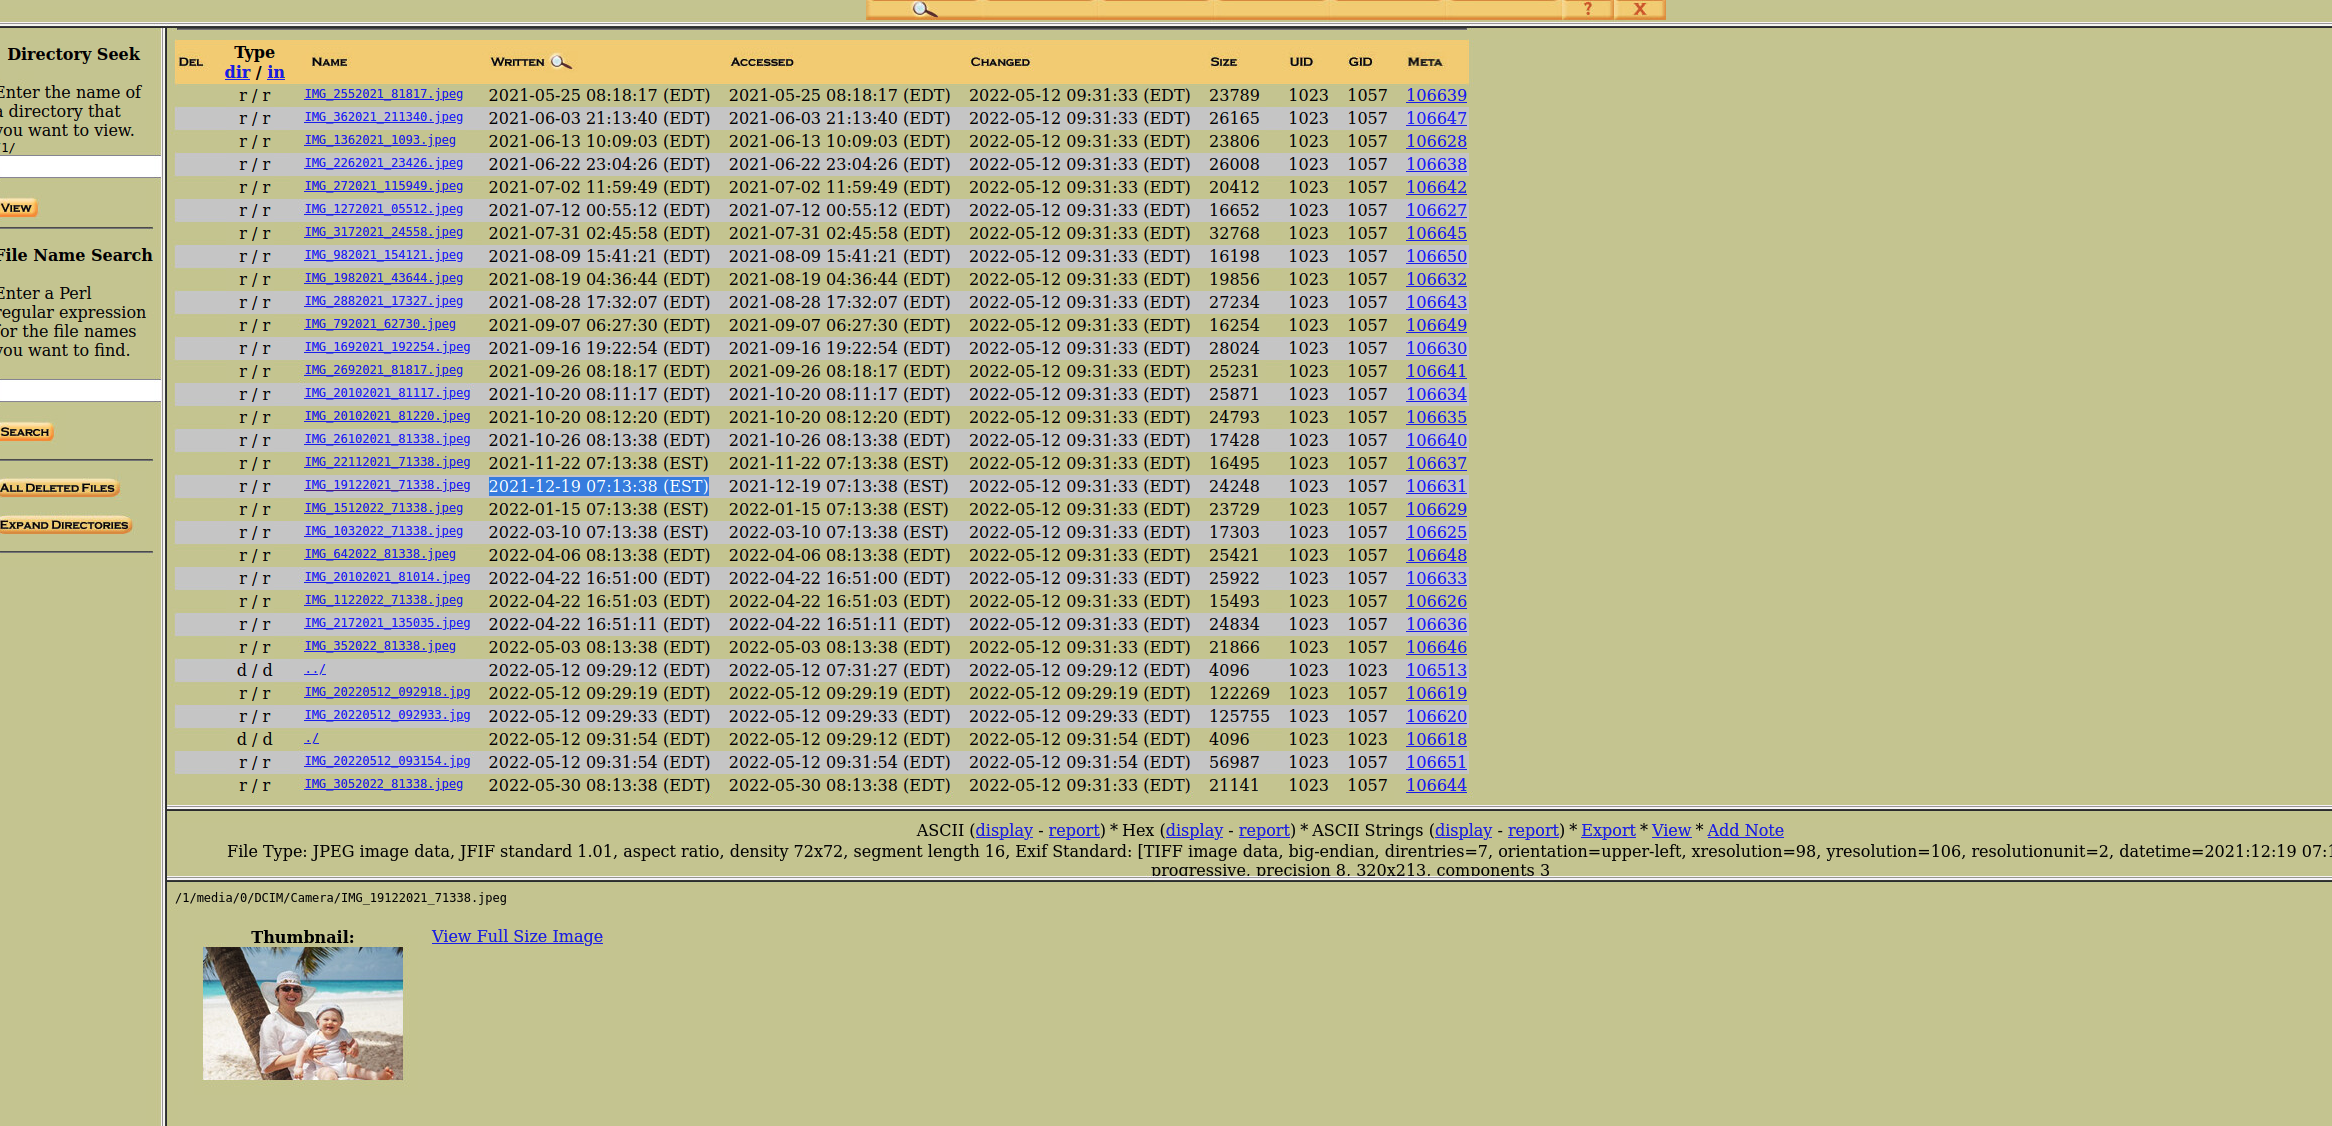 ? X
Directory Seek
Enter the name of
a directory that
you want to view.
/1/
VIEW
File Name Search
Enter a Perl
regular expression
for the file names
you want to find.
SEARCH
ALL DELETED FILES
EXPAND DIRECTORIES
DEL Type dir / in NAME WRITTEN ACCESSED CHANGED SIZE UID GID META
r / r IMG_2552021_81817.jpeg 2021-05-25 08:18:17 (EDT) 2021-05-25 08:18:17 (EDT) 2022-05-12 09:31:33 (EDT) 23789 1023 1057 106639
r / r IMG_362021_211340.jpeg 2021-06-03 21:13:40 (EDT) 2021-06-03 21:13:40 (EDT) 2022-05-12 09:31:33 (EDT) 26165 1023 1057 106647
r / r IMG_1362021_1093.jpeg 2021-06-13 10:09:03 (EDT) 2021-06-13 10:09:03 (EDT) 2022-05-12 09:31:33 (EDT) 23806 1023 1057 106628
r / r IMG_2262021_23426.jpeg 2021-06-22 23:04:26 (EDT) 2021-06-22 23:04:26 (EDT) 2022-05-12 09:31:33 (EDT) 26008 1023 1057 106638
r / r IMG_272021_115949.jpeg 2021-07-02 11:59:49 (EDT) 2021-07-02 11:59:49 (EDT) 2022-05-12 09:31:33 (EDT) 20412 1023 1057 106642
r / r IMG_1272021_05512.jpeg 2021-07-12 00:55:12 (EDT) 2021-07-12 00:55:12 (EDT) 2022-05-12 09:31:33 (EDT) 16652 1023 1057 106627
r / r IMG_3172021_24558.jpeg 2021-07-31 02:45:58 (EDT) 2021-07-31 02:45:58 (EDT) 2022-05-12 09:31:33 (EDT) 32768 1023 1057 106645
r / r IMG_982021_154121.jpeg 2021-08-09 15:41:21 (EDT) 2021-08-09 15:41:21 (EDT) 2022-05-12 09:31:33 (EDT) 16198 1023 1057 106650
r / r IMG_1982021_43644.jpeg 2021-08-19 04:36:44 (EDT) 2021-08-19 04:36:44 (EDT) 2022-05-12 09:31:33 (EDT) 19856 1023 1057 106632
r / r IMG_2882021_17327.jpeg 2021-08-28 17:32:07 (EDT) 2021-08-28 17:32:07 (EDT) 2022-05-12 09:31:33 (EDT) 27234 1023 1057 106643
r / r IMG_792021_62730.jpeg 2021-09-07 06:27:30 (EDT) 2021-09-07 06:27:30 (EDT) 2022-05-12 09:31:33 (EDT) 16254 1023 1057 106649
r / r IMG_1692021_192254.jpeg 2021-09-16 19:22:54 (EDT) 2021-09-16 19:22:54 (EDT) 2022-05-12 09:31:33 (EDT) 28024 1023 1057 106630
r / r IMG_2692021_81817.jpeg 2021-09-26 08:18:17 (EDT) 2021-09-26 08:18:17 (EDT) 2022-05-12 09:31:33 (EDT) 25231 1023 1057 106641
r / r IMG_20102021_81117.jpeg 2021-10-20 08:11:17 (EDT) 2021-10-20 08:11:17 (EDT) 2022-05-12 09:31:33 (EDT) 25871 1023 1057 106634
r / r IMG_20102021_81220.jpeg 2021-10-20 08:12:20 (EDT) 2021-10-20 08:12:20 (EDT) 2022-05-12 09:31:33 (EDT) 24793 1023 1057 106635
r / r IMG_26102021_81338.jpeg 2021-10-26 08:13:38 (EDT) 2021-10-26 08:13:38 (EDT) 2022-05-12 09:31:33 (EDT) 17428 1023 1057 106640
r / r IMG_22112021_71338.jpeg 2021-11-22 07:13:38 (EST) 2021-11-22 07:13:38 (EST) 2022-05-12 09:31:33 (EDT) 16495 1023 1057 106637
r / r IMG_19122021_71338.jpeg 2021-12-19 07:13:38 (EST) 2021-12-19 07:13:38 (EST) 2022-05-12 09:31:33 (EDT) 24248 1023 1057 106631
r / r IMG_1512022_71338.jpeg 2022-01-15 07:13:38 (EST) 2022-01-15 07:13:38 (EST) 2022-05-12 09:31:33 (EDT) 23729 1023 1057 106629
r / r IMG_1032022_71338.jpeg 2022-03-10 07:13:38 (EST) 2022-03-10 07:13:38 (EST) 2022-05-12 09:31:33 (EDT) 17303 1023 1057 106625
r / r IMG_642022_81338.jpeg 2022-04-06 08:13:38 (EDT) 2022-04-06 08:13:38 (EDT) 2022-05-12 09:31:33 (EDT) 25421 1023 1057 106648
r / r IMG_20102021_81014.jpeg 2022-04-22 16:51:00 (EDT) 2022-04-22 16:51:00 (EDT) 2022-05-12 09:31:33 (EDT) 25922 1023 1057 106633
r / r IMG_1122022_71338.jpeg 2022-04-22 16:51:03 (EDT) 2022-04-22 16:51:03 (EDT) 2022-05-12 09:31:33 (EDT) 15493 1023 1057 106626
r / r IMG_2172021_135035.jpeg 2022-04-22 16:51:11 (EDT) 2022-04-22 16:51:11 (EDT) 2022-05-12 09:31:33 (EDT) 24834 1023 1057 106636
r / r IMG_352022_81338.jpeg 2022-05-03 08:13:38 (EDT) 2022-05-03 08:13:38 (EDT) 2022-05-12 09:31:33 (EDT) 21866 1023 1057 106646
d / d ../ 2022-05-12 09:29:12 (EDT) 2022-05-12 07:31:27 (EDT) 2022-05-12 09:29:12 (EDT) 4096 1023 1023 106513
r / r IMG_20220512_092918.jpg 2022-05-12 09:29:19 (EDT) 2022-05-12 09:29:19 (EDT) 2022-05-12 09:29:19 (EDT) 122269 1023 1057 106619
r / r IMG_20220512_092933.jpg 2022-05-12 09:29:33 (EDT) 2022-05-12 09:29:33 (EDT) 2022-05-12 09:29:33 (EDT) 125755 1023 1057 106620
d / d ./ 2022-05-12 09:31:54 (EDT) 2022-05-12 09:29:12 (EDT) 2022-05-12 09:31:54 (EDT) 4096 1023 1023 106618
r / r IMG_20220512_093154.jpg 2022-05-12 09:31:54 (EDT) 2022-05-12 09:31:54 (EDT) 2022-05-12 09:31:54 (EDT) 56987 1023 1057 106651
r / r IMG_3052022_81338.jpeg 2022-05-30 08:13:38 (EDT) 2022-05-30 08:13:38 (EDT) 2022-05-12 09:31:33 (EDT) 21141 1023 1057 106644
ASCII (display - report) * Hex (display - report) * ASCII Strings (display - report) * Export * View * Add Note
File Type: JPEG image data, JFIF standard 1.01, aspect ratio, density 72x72, segment length 16, Exif Standard: [TIFF image data, big-endian, direntries=7, orientation=upper-left, xresolution=98, yresolution=106, resolutionunit=2, datetime=2021:12:19 07:1
progressive, precision 8, 320x213, components 3
/1/media/0/DCIM/Camera/IMG_19122021_71338.jpeg
Thumbnail: View Full Size Image